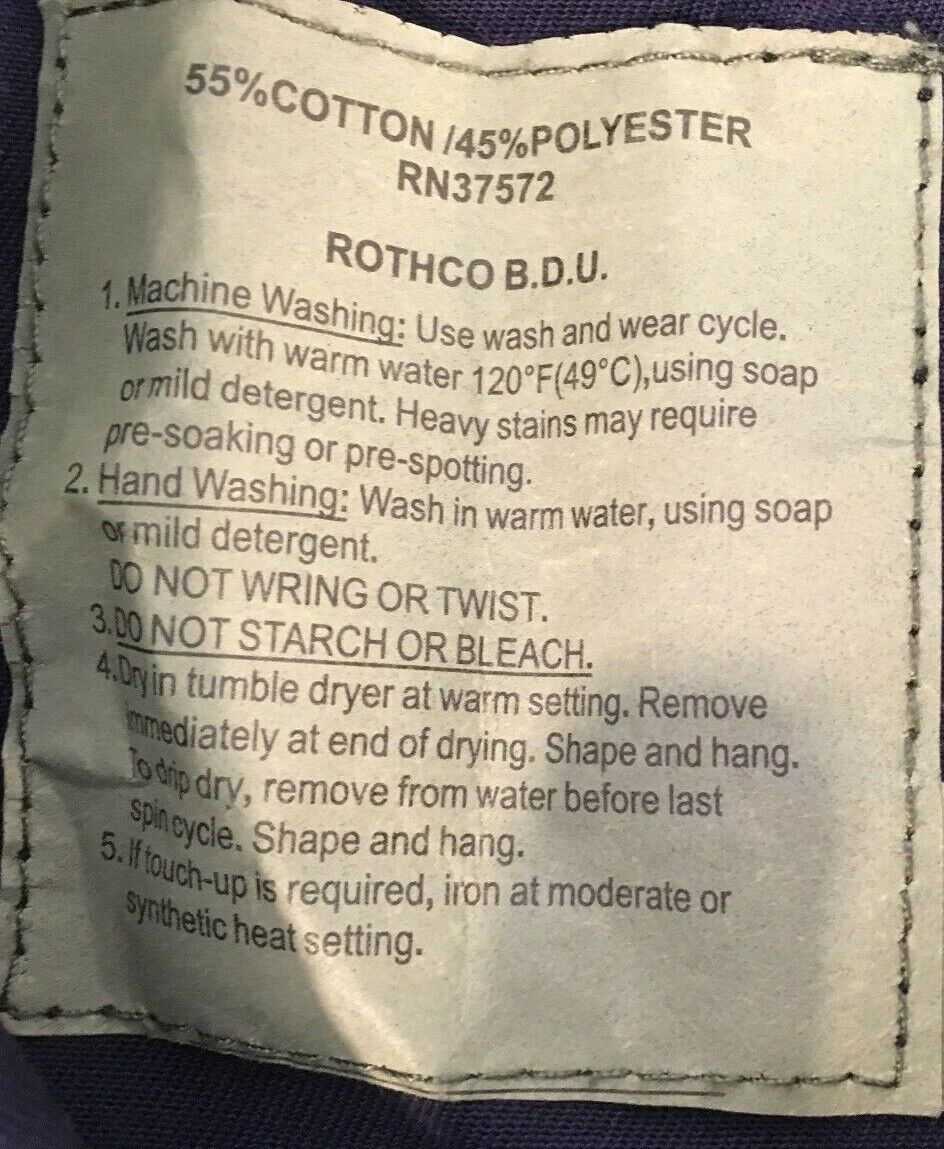 55%COTTON /45%POLYESTER
RN37572
ROTHCO B.D.U.
1. Machine Washing: Use wash and wear cycle.
Wash with warm water 120°F(49°C),using soap
or mild detergent. Heavy stains may require
pre-soaking or pre-spotting.
2. Hand Washing: Wash in warm water, using soap
or mild detergent.
DO NOT WRING OR TWIST.
3.DO NOT STARCH OR BLEACH.
4.Dry in tumble dryer at warm setting. Remove
immediately at end of drying. Shape and hang.
To drip dry, remove from water before last
spin cycle. Shape and hang.
5. If touch-up is required, iron at moderate or
synthetic heat setting.